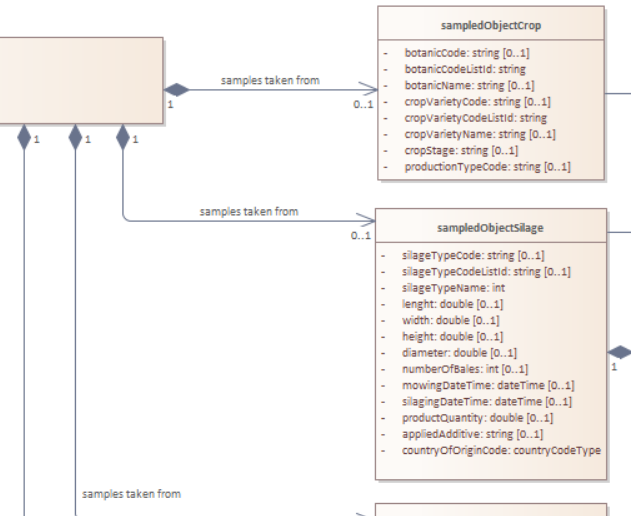 sampledObjectCrop
- botanicCode: string [0..1]
- botanicCodeListId: string
- botanicName: string [0..1]
- cropVarietyCode: string [0..1]
- cropVarietyCodeListId: string
- cropVarietyName: string [0..1]
- cropStage: string [0..1]
- productionTypeCode: string [0..1]
samples taken from
1
0..1
1
1
1
samples taken from
0..1
sampledObjectSilage
- silageTypeCode: string [0..1]
- silageTypeCodeListId: string [0..1]
- silageTypeName: int
- lenght: double [0..1]
- width: double [0..1]
- height: double [0..1]
- diameter: double [0..1]
- numberOfBales: int [0..1]
- mowingDateTime: dateTime [0..1]
- silagingDateTime: dateTime [0..1]
- productQuantity: double [0..1]
- appliedAdditive: string [0..1]
- countryOfOriginCode: countryCodeType
1
samples taken from